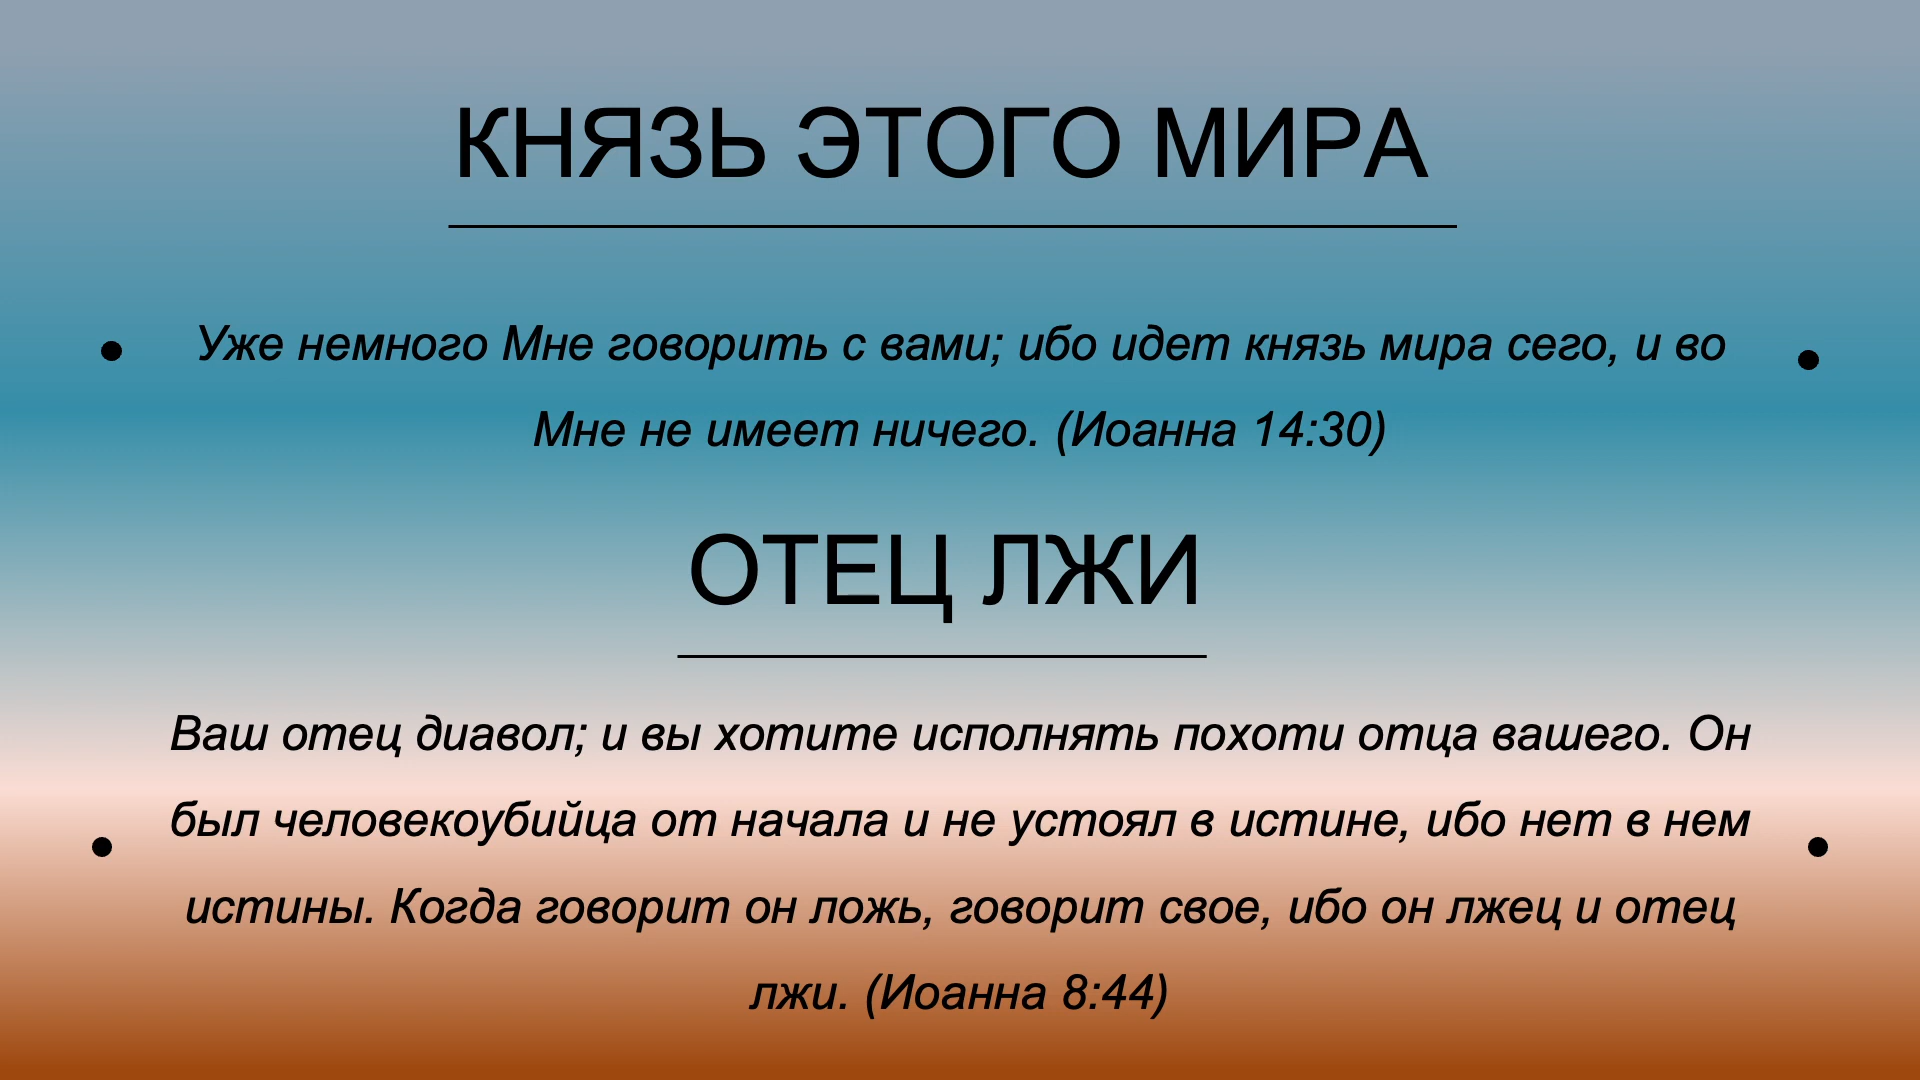 КНЯЗЬ ЭТОГО МИРА
• Уже немного Мне говорить с вами; ибо идет князь мира сего, и во •
Мне не имеет ничего. (Иоанна 14:30)
ОТЕЦ ЛЖИ
Ваш отец диавол; и вы хотите исполнять похоти отца вашего. Он
• был человекоубийца от начала и не устоял в истине, ибо нет в нем •
истины. Когда говорит он ложь, говорит свое, ибо он лжец и отец
лжи. (Иоанна 8:44)